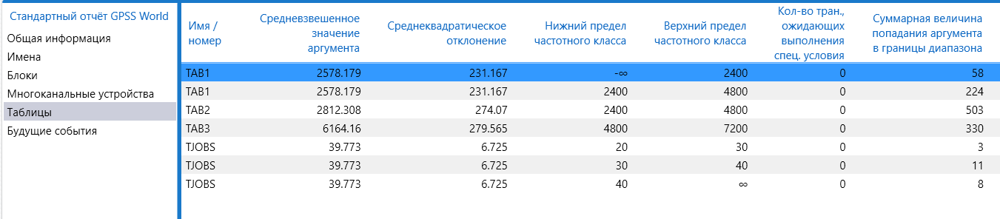 Стандартный отчёт GPSS World
Общая информация
Имена
Блоки
Многоканальные устройства
Таблицы
Будущие события
Имя /
номер
Средневзвешенное
значение
аргумента
Среднеквадратическое
отклонение
Нижний предел
частотного класса
Верхний предел
частотного класса
Кол-во тран.,
ожидающих
выполнения
спец. условия
Суммарная величина
попадания аргумента
в границы диапазона
TAB1 2578.179 231.167 -∞ 2400 0 58
TAB1 2578.179 231.167 2400 4800 0 224
TAB2 2812.308 274.07 2400 4800 0 503
TAB3 6164.16 279.565 4800 7200 0 330
TJOBS 39.773 6.725 20 30 0 3
TJOBS 39.773 6.725 30 40 0 11
TJOBS 39.773 6.725 40 ∞ 0 8